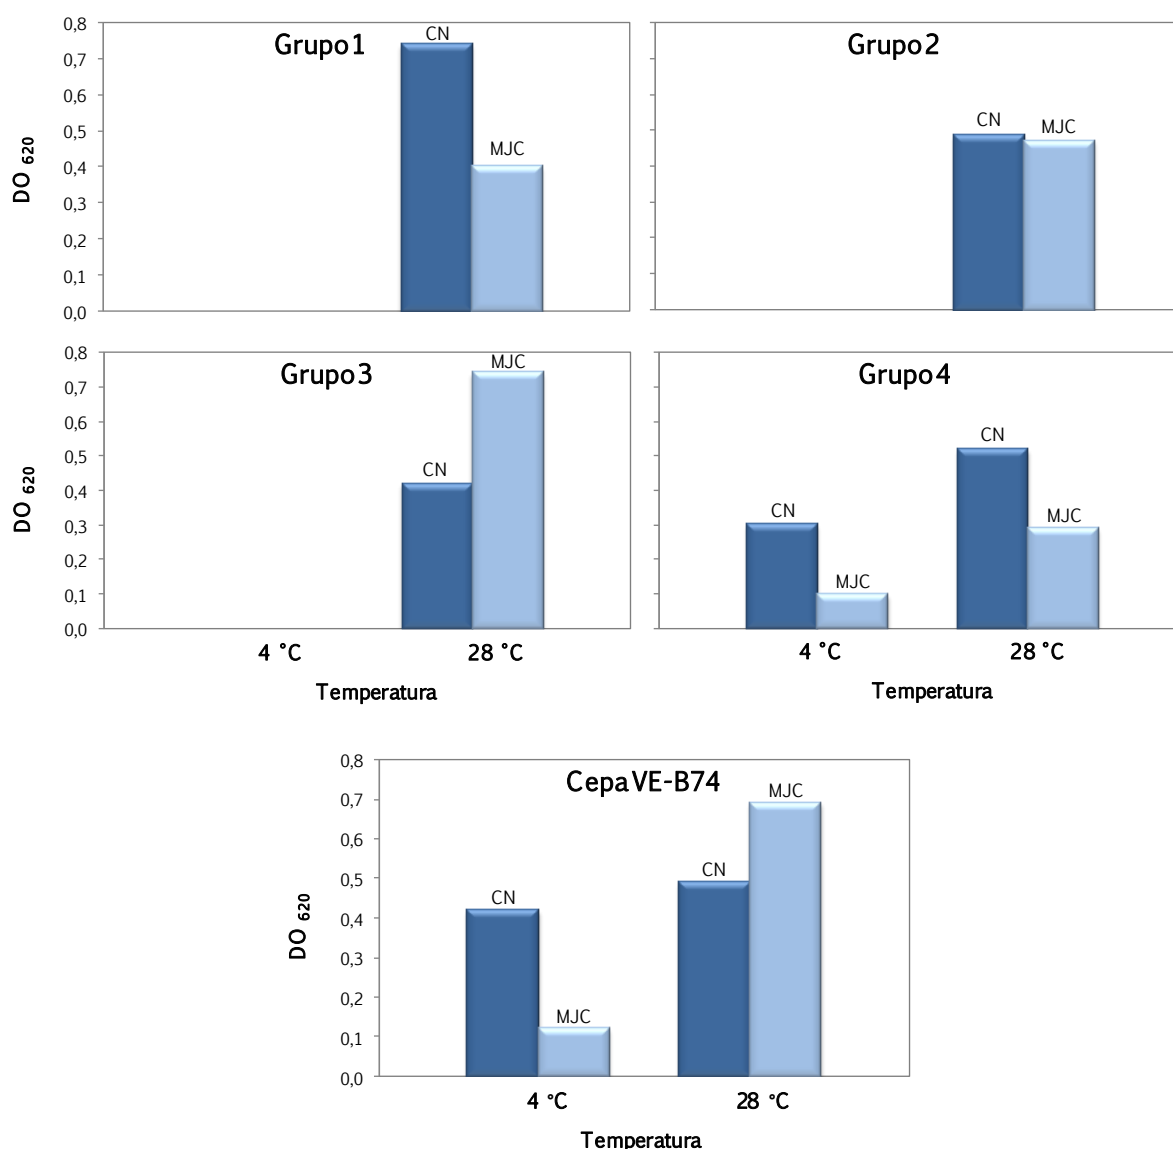 Grupo1
CN
MJC
DO 620
0,8
0,7
0,6
0,5
0,4
0,3
0,2
0,1
0,0
Grupo2
CN
MJC
Grupo3
CN
MJC
DO 620
0,8
0,7
0,6
0,5
0,4
0,3
0,2
0,1
0,0
4 °C
28 °C
Temperatura
Grupo4
CN
MJC
CN
MJC
4 °C
28 °C
Temperatura
CepaVE-B74
CN
MJC
CN
MJC
DO 620
0,8
0,7
0,6
0,5
0,4
0,3
0,2
0,1
0,0
4 °C
28 °C
Temperatura